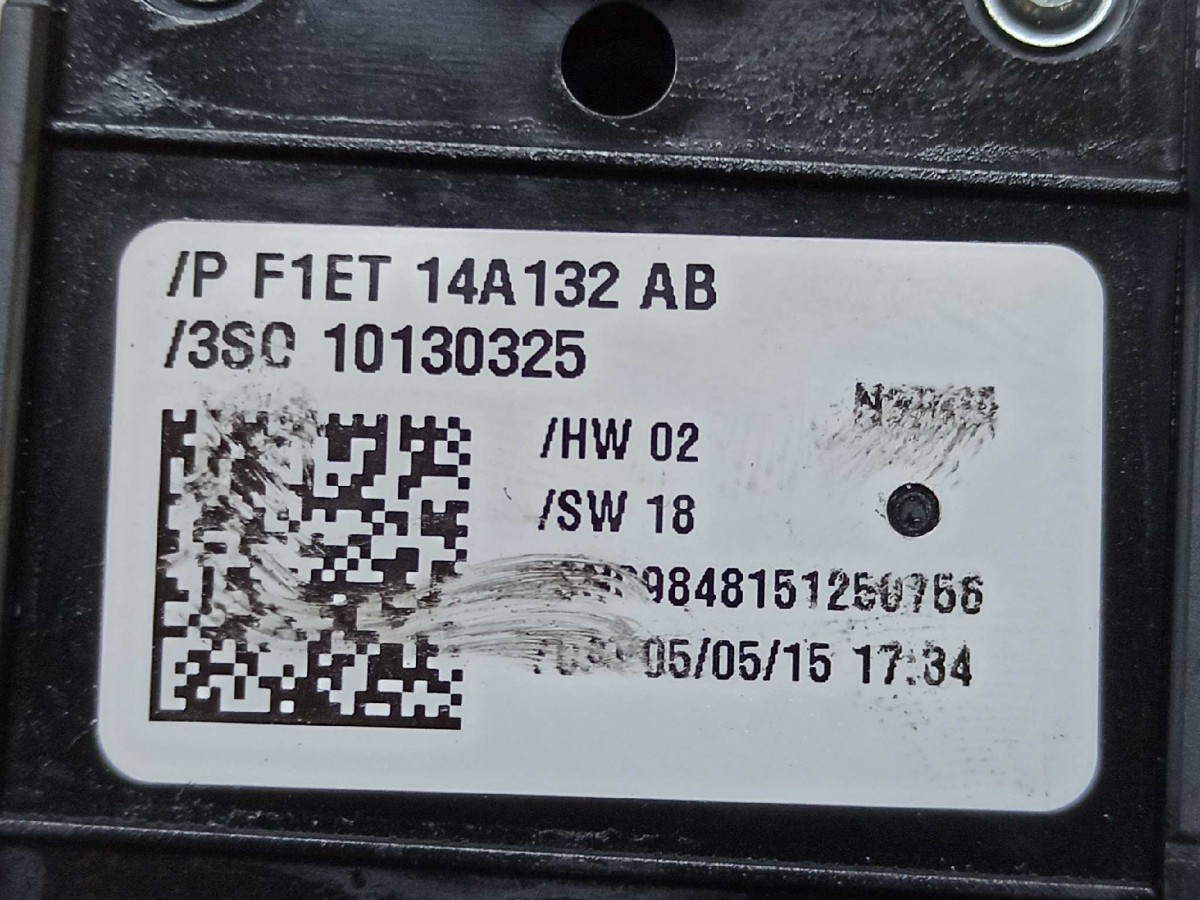 /P F1ET 14A132 AB
/3SC 10130325
/HW 02
/SW 18
05/05/15 17:34